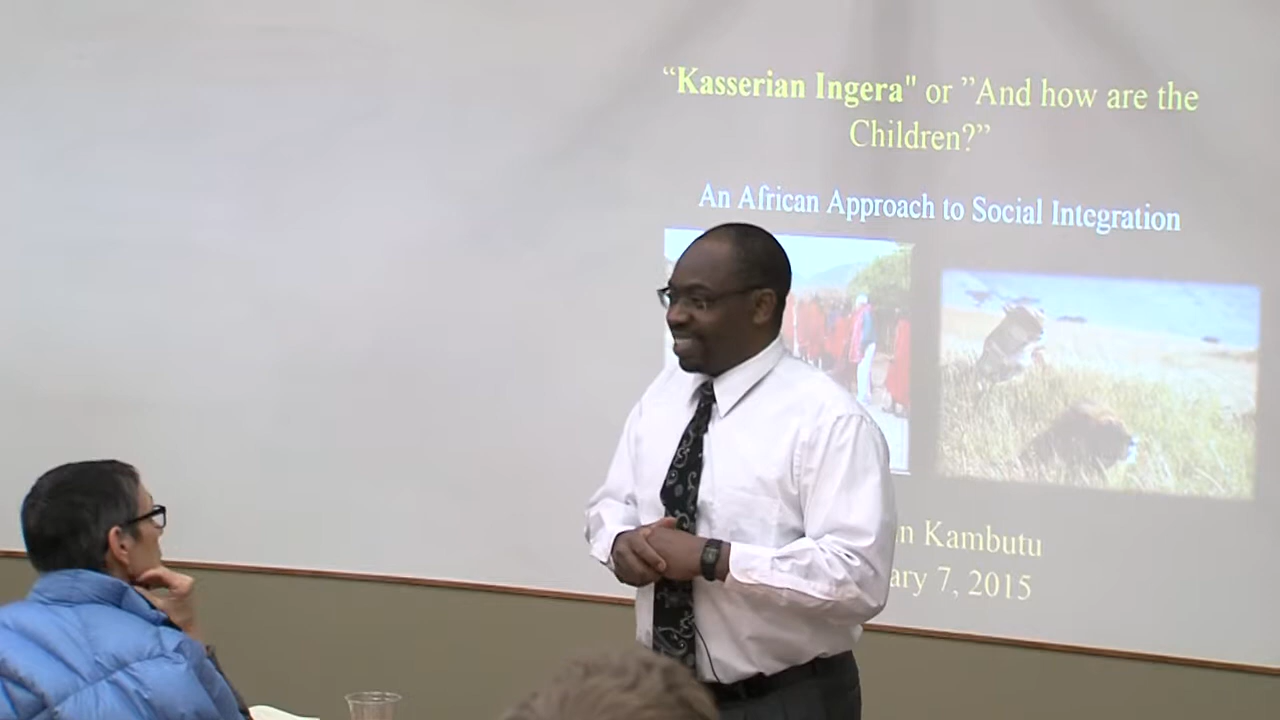 “Kasserian Ingera" or ”And how are the
Children?”
An African Approach to Social Integration
Kambutu
7, 2015